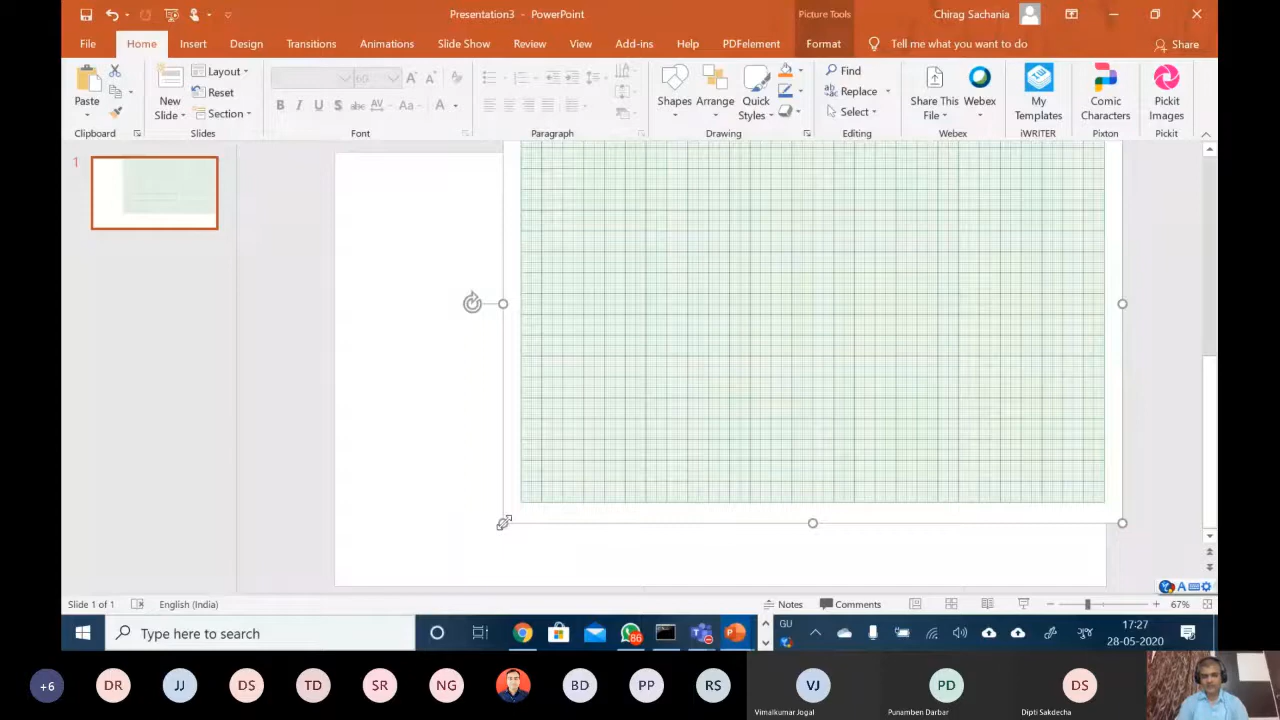 Presentation3 - PowerPoint
Picture Tools
Chirag Sachania
File Home Insert Design Transitions Animations Slide Show Review View Add-ins Help PDFelement Format Tell me what you want to do Share
Paste
Clipboard
New Slide
Layout
Reset
Section
Slides
60
B I U S abc AV Aa A
Font
Paragraph
Shapes
Arrange
Quick Styles
Drawing
Find
Replace
Select
Editing
Share This File
Webex
Webex
My Templates
iWRITER
Comic Characters
Pixton
Pickit Images
Pickit
1
Slide 1 of 1 English (India) Notes Comments 67%
Type here to search
86
GU
17:27
28-05-2020
+6 DR JJ DS TD SR NG BD PP RS VJ PD DS
Vimalkumar Jogal Punamben Darbar Dipti Sakdecha